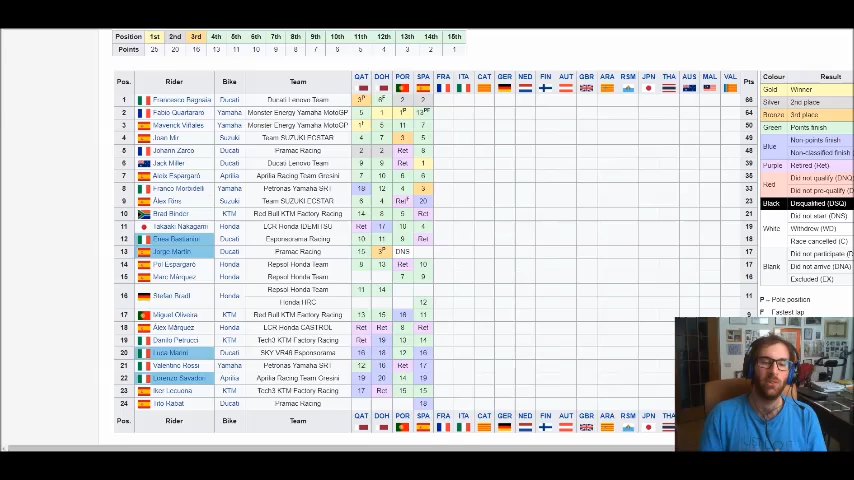 Position 1st 2nd 3rd 4th 5th 6th 7th 8th 9th 10th 11th 12th 13th 14th 15th
Points 25 20 16 13 11 10 9 8 7 6 5 4 3 2 1
Pos. Rider Bike Team QAT DOH POR SPA FRA ITA CAT GER NED FIN AUT GBR ARA RSM JPN THA AUS MAL VAL Pts
1 Francesco Bagnaia Ducati Ducati Lenovo Team 3P 6F 2 2 66
2 Fabio Quartararo Yamaha Monster Energy Yamaha MotoGP 5 1 1P 13PF 64
3 Maverick Viñales Yamaha Monster Energy Yamaha MotoGP 1 5 11 7 50
4 Joan Mir Suzuki Team SUZUKI ECSTAR 4 7 3 5 49
5 Johann Zarco Ducati Pramac Racing 2 2 Ret 8 48
6 Jack Miller Ducati Ducati Lenovo Team 9 9 Ret 1 39
7 Aleix Espargaró Aprilia Aprilia Racing Team Gresini 7 10 6 6 35
8 Franco Morbidelli Yamaha Petronas Yamaha SRT 18 12 4 3 33
9 Álex Rins Suzuki Team SUZUKI ECSTAR 6 4 RetF 20 23
10 Brad Binder KTM Red Bull KTM Factory Racing 14 8 5 Ret 21
11 Takaaki Nakagami Honda LCR Honda IDEMITSU Ret 17 10 4 19
12 Enea Bastianini Ducati Esponsorama Racing 10 11 9 Ret 18
13 Jorge Martín Ducati Pramac Racing 15 3P DNS 17
14 Pol Espargaró Honda Repsol Honda Team 8 13 Ret 10 17
15 Marc Márquez Honda Repsol Honda Team 7 9 16
16 Stefan Bradl Honda Repsol Honda Team 11 14 11
Honda HRC 12
17 Miguel Oliveira KTM Red Bull KTM Factory Racing 13 15 16 11 9
18 Álex Márquez Honda LCR Honda CASTROL Ret Ret 8 Ret
19 Danilo Petrucci KTM Tech3 KTM Factory Racing Ret 19 13 14
20 Luca Marini Ducati SKY VR46 Esponsorama 16 18 12 16
21 Valentino Rossi Yamaha Petronas Yamaha SRT 12 16 Ret 17
22 Lorenzo Savadori Aprilia Aprilia Racing Team Gresini 19 20 14 19
23 Iker Lecuona KTM Tech3 KTM Factory Racing 17 Ret 15 15
24 Tito Rabat Ducati Pramac Racing 18
Pos. Rider Bike Team QAT DOH POR SPA FRA ITA CAT GER NED FIN AUT GBR ARA RSM JPN THA
Colour Result
Gold Winner
Silver 2nd place
Bronze 3rd place
Green Points finish
Blue Non-points finish
Non-classified finish
Purple Retired (Ret)
Red Did not qualify (DNQ)
Did not pre-qualify
Black Disqualified (DSQ)
White Did not start (DNS)
Withdrew (WD)
Race cancelled (C)
Blank Did not practice
Did not arrive (DNA)
Excluded (EX)
P – Pole position
F Fastest lap